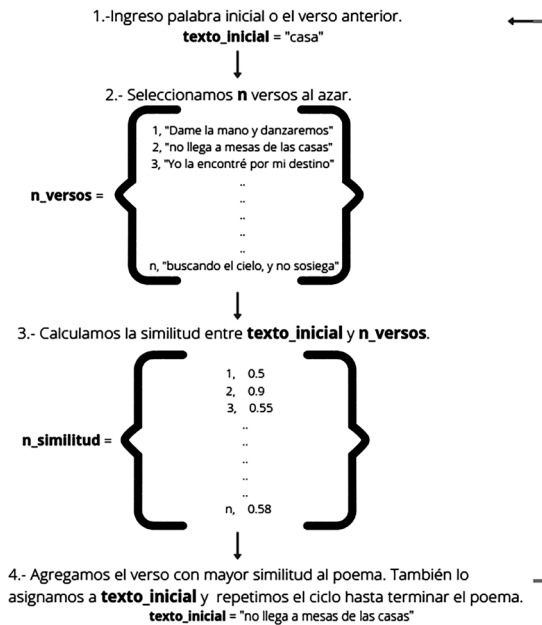 1.-Ingreso palabra inicial o el verso anterior.
texto_inicial = "casa"
2.- Seleccionamos n versos al azar.
1, "Dame la mano y danzaremos"
2, "no llega a mesas de las casas"
3, "Yo la encontré por mi destino"
..
n_versos =
..
..
..
..
n, "buscando el cielo, y no sosiega"
3.- Calculamos la similitud entre texto_inicial y n_versos.
1, 0.5
2, 0.9
3, 0.55
..
n_similitud =
..
..
..
..
n, 0.58
4.- Agregamos el verso con mayor similitud al poema. También lo
asignamos a texto_inicial y repetimos el ciclo hasta terminar el poema.
texto_inicial = "no llega a mesas de las casas"